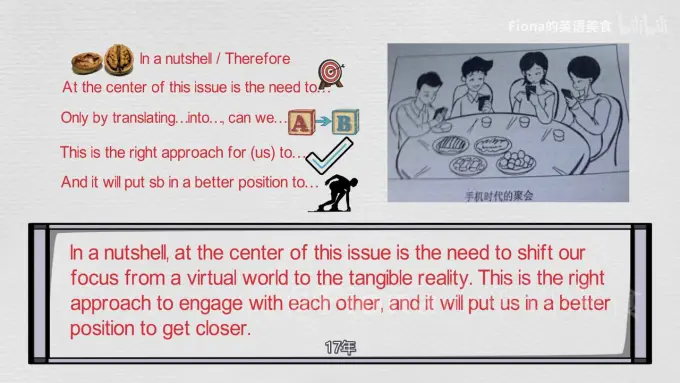 Fiona的英语美食 bilibili
In a nutshell / Therefore
At the center of this issue is the need to…
Only by translating…into…, can we…
A B
This is the right approach for (us) to…
And it will put sb in a better position to…
手机时代的聚会
In a nutshell, at the center of this issue is the need to shift our
focus from a virtual world to the tangible reality. This is the right
approach to engage with each other, and it will put us in a better
position to get closer.
17年